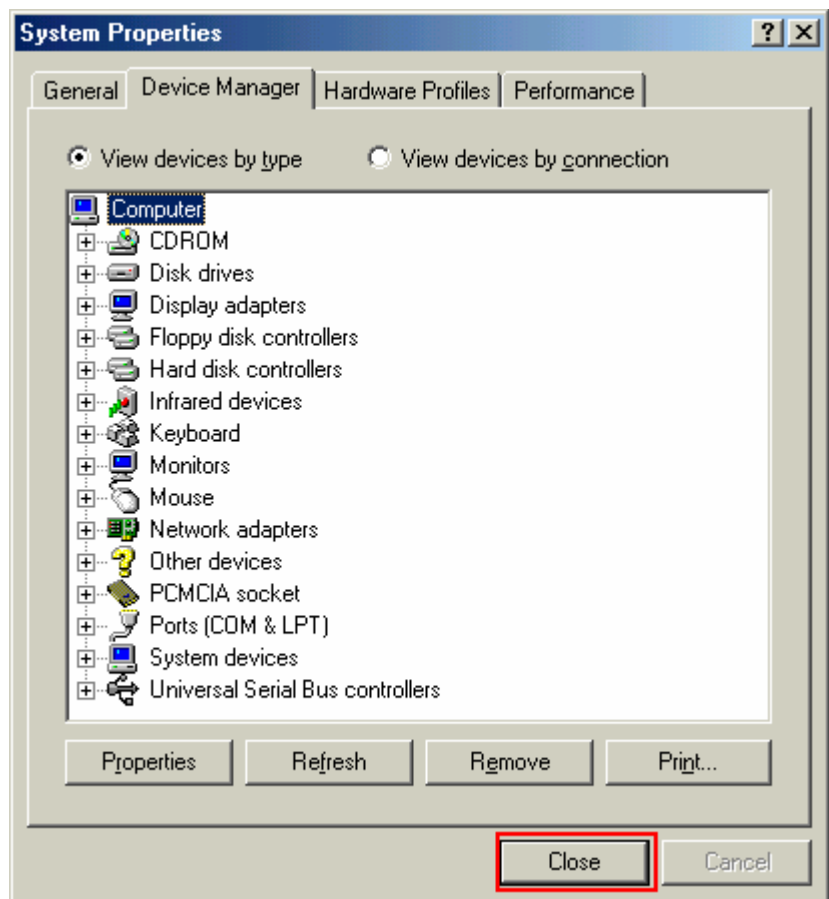 System Properties
General Device Manager Hardware Profiles Performance
View devices by type View devices by connection
Computer
CDROM
Disk drives
Display adapters
Floppy disk controllers
Hard disk controllers
Infrared devices
Keyboard
Monitors
Mouse
Network adapters
Other devices
PCMCIA socket
Ports (COM & LPT)
System devices
Universal Serial Bus controllers
Properties Refresh Remove Print...
Close Cancel